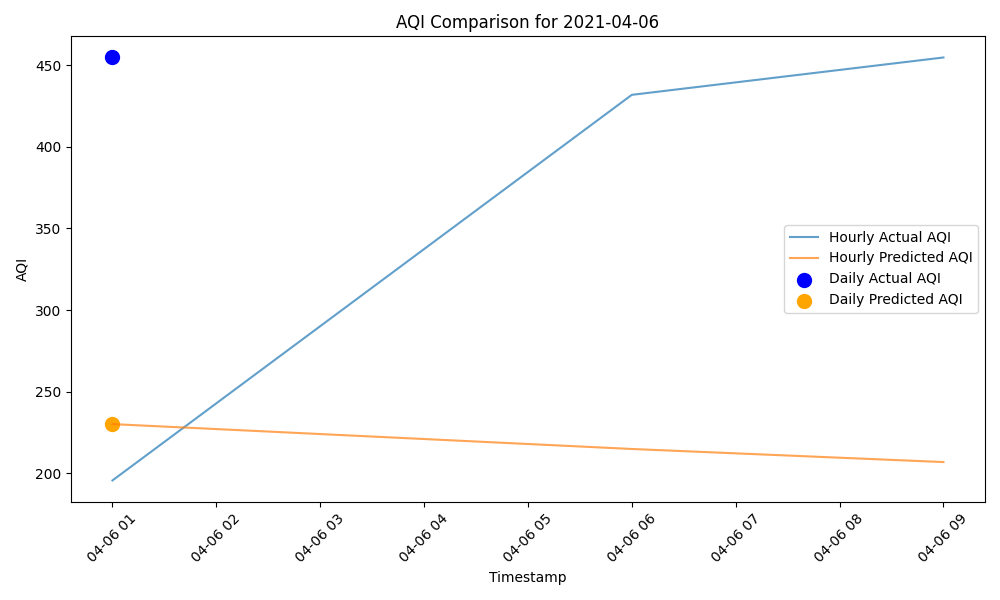 AQI Comparison for 2021-04-06
AQI
450
400
350
300
250
200
Hourly Actual AQI
Hourly Predicted AQI
Daily Actual AQI
Daily Predicted AQI
04-06 01
04-06 02
04-06 03
04-06 04
04-06 05
04-06 06
04-06 07
04-06 08
04-06 09
Timestamp